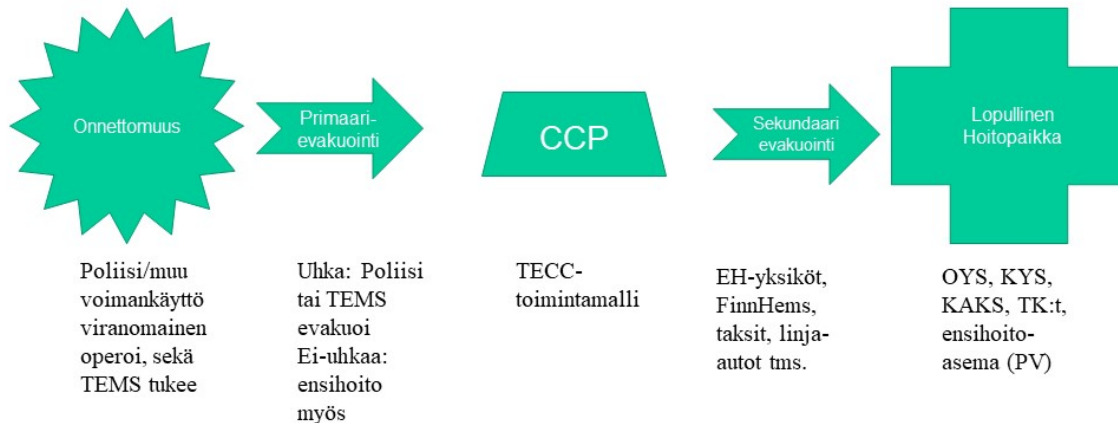 Onnettomuus
Primaari-
evakuointi
CCP
Sekundaari
evakuointi
Lopullinen
Hoitopaikka
Poliisi/muu
voimankäyttö
viranomainen
operoi, sekä
TEMS tukee
Uhka: Poliisi
tai TEMS
evakuoi
Ei-uhkaa:
ensihoito
myös
TECC-
toimintamalli
EH-yksiköt,
FinnHems,
taksit, linja-
autot tms.
OYS, KYS,
KAKS, TK:t,
ensihoito-
asema (PV)